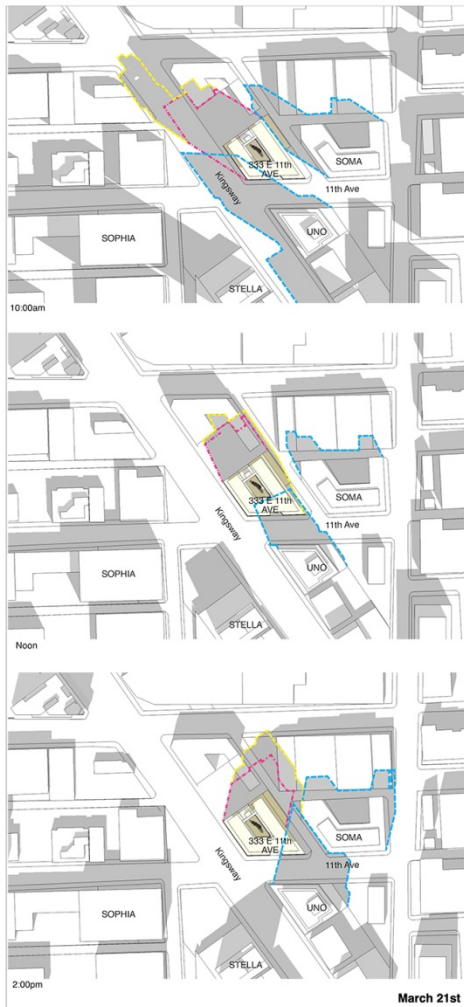 333 E 11th
AVE
SOMA
Kingsway
11th Ave
SOPHIA
UNO
STELLA
10:00am
333 E 11th
AVE
SOMA
Kingsway
11th Ave
SOPHIA
UNO
STELLA
Noon
333 E 11th
AVE
SOMA
Kingsway
11th Ave
SOPHIA
UNO
STELLA
2:00pm
March 21st